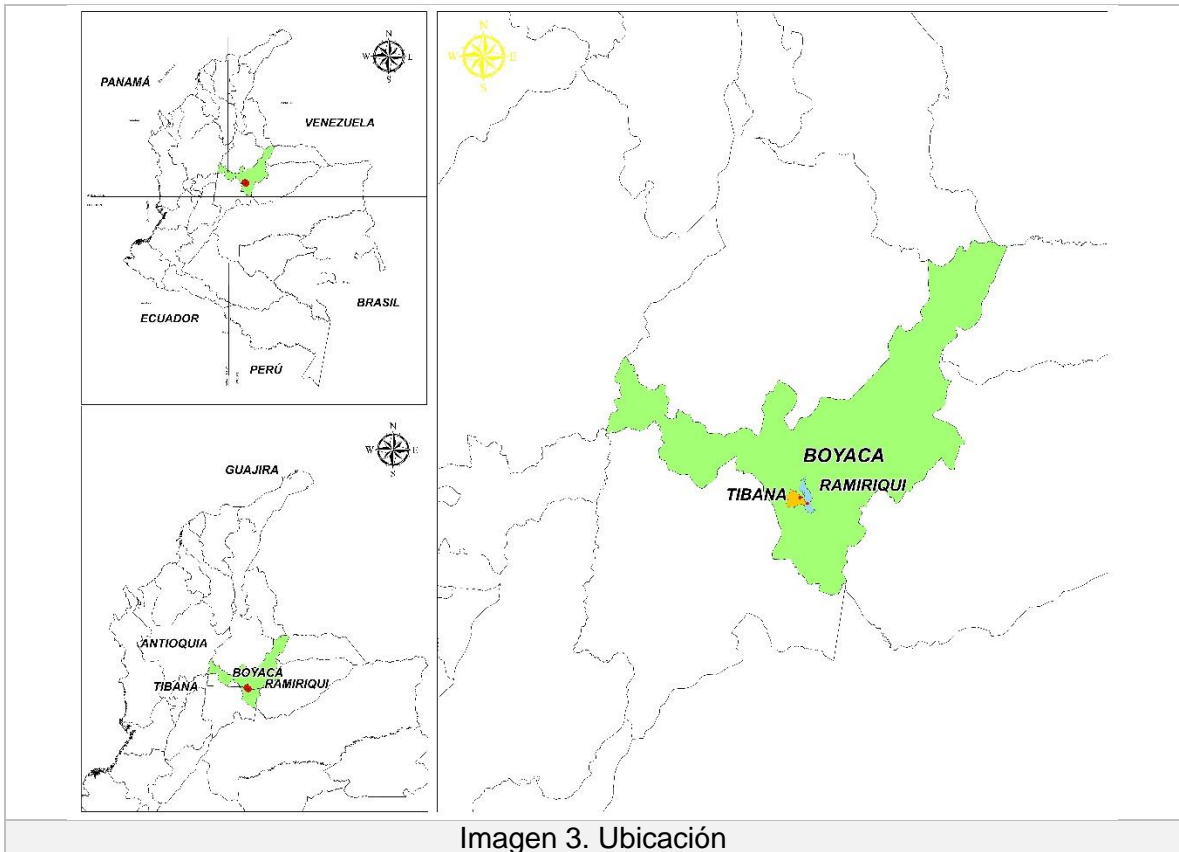 N
W
E
S
PANAMÁ
VENEZUELA
ECUADOR
BRASIL
PERÚ
N
W
E
S
GUAJIRA
ANTIOQUIA
BOYACA
TIBANA
RAMIRIQUI
N
W
E
S
BOYACA
RAMIRIQUI
TIBANA
Imagen 3. Ubicación